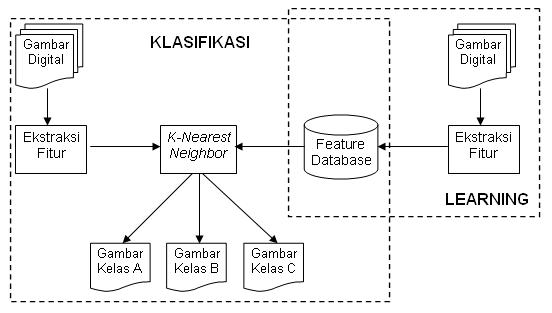 Gambar
Digital
KLASIFIKASI
Gambar
Digital
Ekstraksi
Fitur
K-Nearest
Neighbor
Feature
Database
Ekstraksi
Fitur
LEARNING
Gambar
Kelas A
Gambar
Kelas B
Gambar
Kelas C